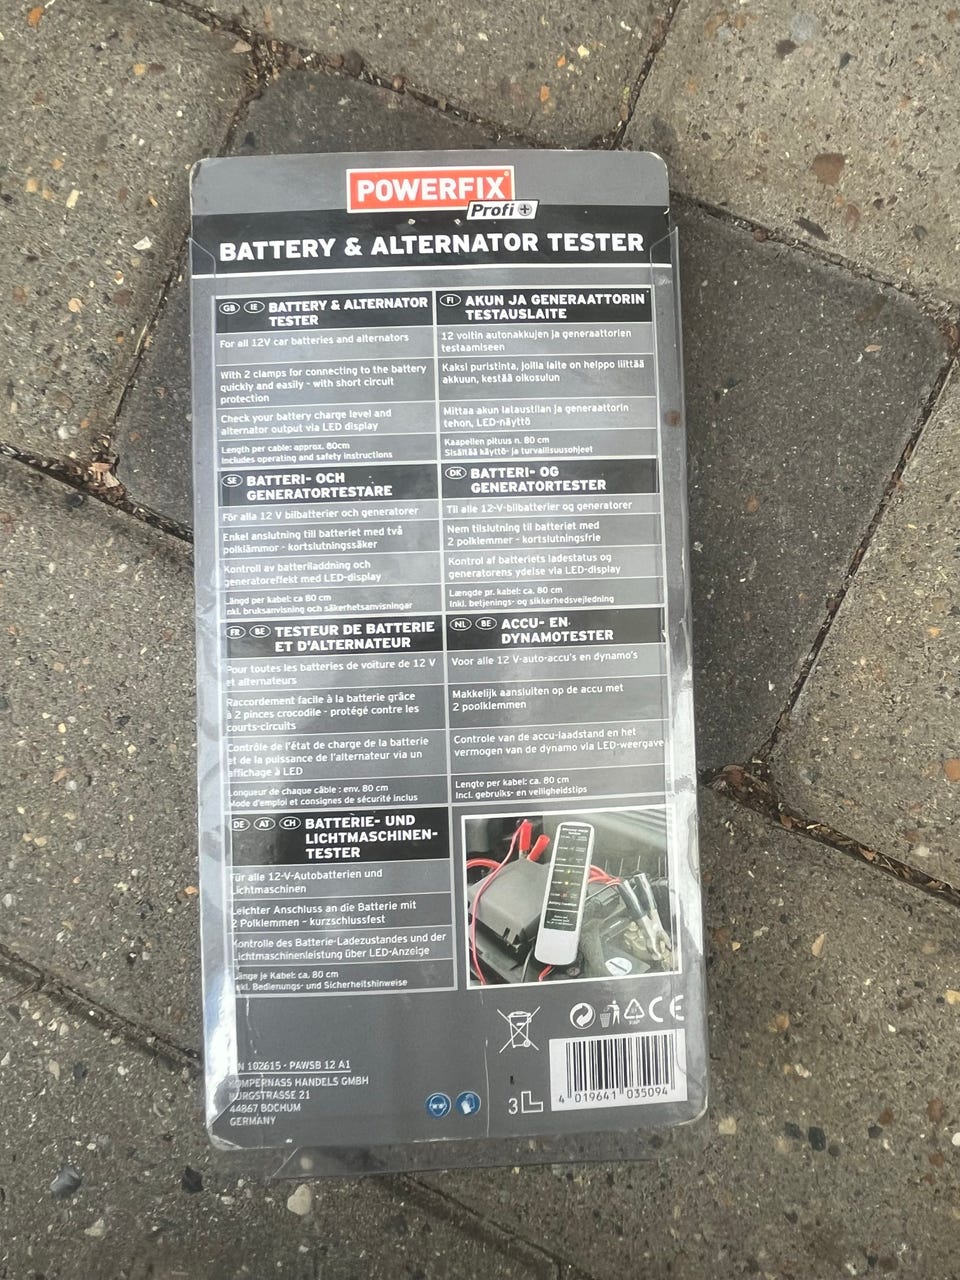 POWERFIX
Profi+
BATTERY & ALTERNATOR TESTER
GB IE BATTERY & ALTERNATOR
TESTER
For all 12V car batteries and alternators
With 2 clamps for connecting to the battery
quickly and easily - with short circuit
protection
Check your battery charge level and
alternator output via LED display
Length per cable: approx. 80cm
Includes operating and safety instructions
FI AKUN JA GENERAATTORIN
TESTAUSLAITE
12 voltin autonakkujen ja generaattorien
testaamiseen
Kaksi puristinta, joilla laite on helppo liittää
akkuun, kestää oikosulun
Mittaa akun lataustilan ja generaattorin
tehon, LED-näyttö
Kaapelien pituus n. 80 cm
Sisältää käyttö- ja turvallisuusohjeet
SE BATTERI- OCH
GENERATORTESTARE
För alla 12 V bilbatterier och generatorer
Enkel anslutning till batteriet med två
polklämmor - kortslutningssäker
Kontroll av batteriladdning och
generatoreffekt med LED-display
Längd per kabel: ca 80 cm
Inkl. bruksanvisning och säkerhetsanvisningar
DK BATTERI- OG
GENERATORTESTER
Til alle 12-V-bilbatterier og generatorer
Nem tilslutning til batteriet med
2 polklemmer - kortslutningsfrie
Kontrol af batteriets ladestatus og
generatorens ydelse via LED-display
Længde pr. kabel: ca. 80 cm
Inkl. betjenings- og sikkerhedsvejledning
FR BE TESTEUR DE BATTERIE
ET D'ALTERNATEUR
Pour toutes les batteries de voiture de 12 V
et alternateurs
Raccordement facile à la batterie grâce
à 2 pinces crocodile - protégé contre les
courts-circuits
Contrôle de l'état de charge de la batterie
et de la puissance de l'alternateur via un
affichage à LED
Longueur de chaque câble : env. 80 cm
Mode d'emploi et consignes de sécurité inclus
NL BE ACCU- EN
DYNAMOTESTER
Voor alle 12 V-auto-accu's en dynamo's
Makkelijk aansluiten op de accu met
2 poolklemmen
Controle van de accu-laadstand en het
vermogen van de dynamo via LED-weergave
Lengte per kabel: ca. 80 cm
Incl. gebruiks- en veiligheidstips
DE AT CH BATTERIE- UND
LICHTMASCHINEN-
TESTER
Für alle 12-V-Autobatterien und
Lichtmaschinen
Leichter Anschluss an die Batterie mit
2 Polklemmen - kurzschlussfest
Kontrolle des Batterie-Ladezustandes und der
Lichtmaschinenleistung über LED-Anzeige
Länge je Kabel: ca. 80 cm
Inkl. Bedienungs- und Sicherheitshinweise
CE
N 102615 - PAWSB 12 A1
KOMPERNASS HANDELS GMBH
BURGSTRASSE 21
44867 BOCHUM
GERMANY
3
4 019641 035094